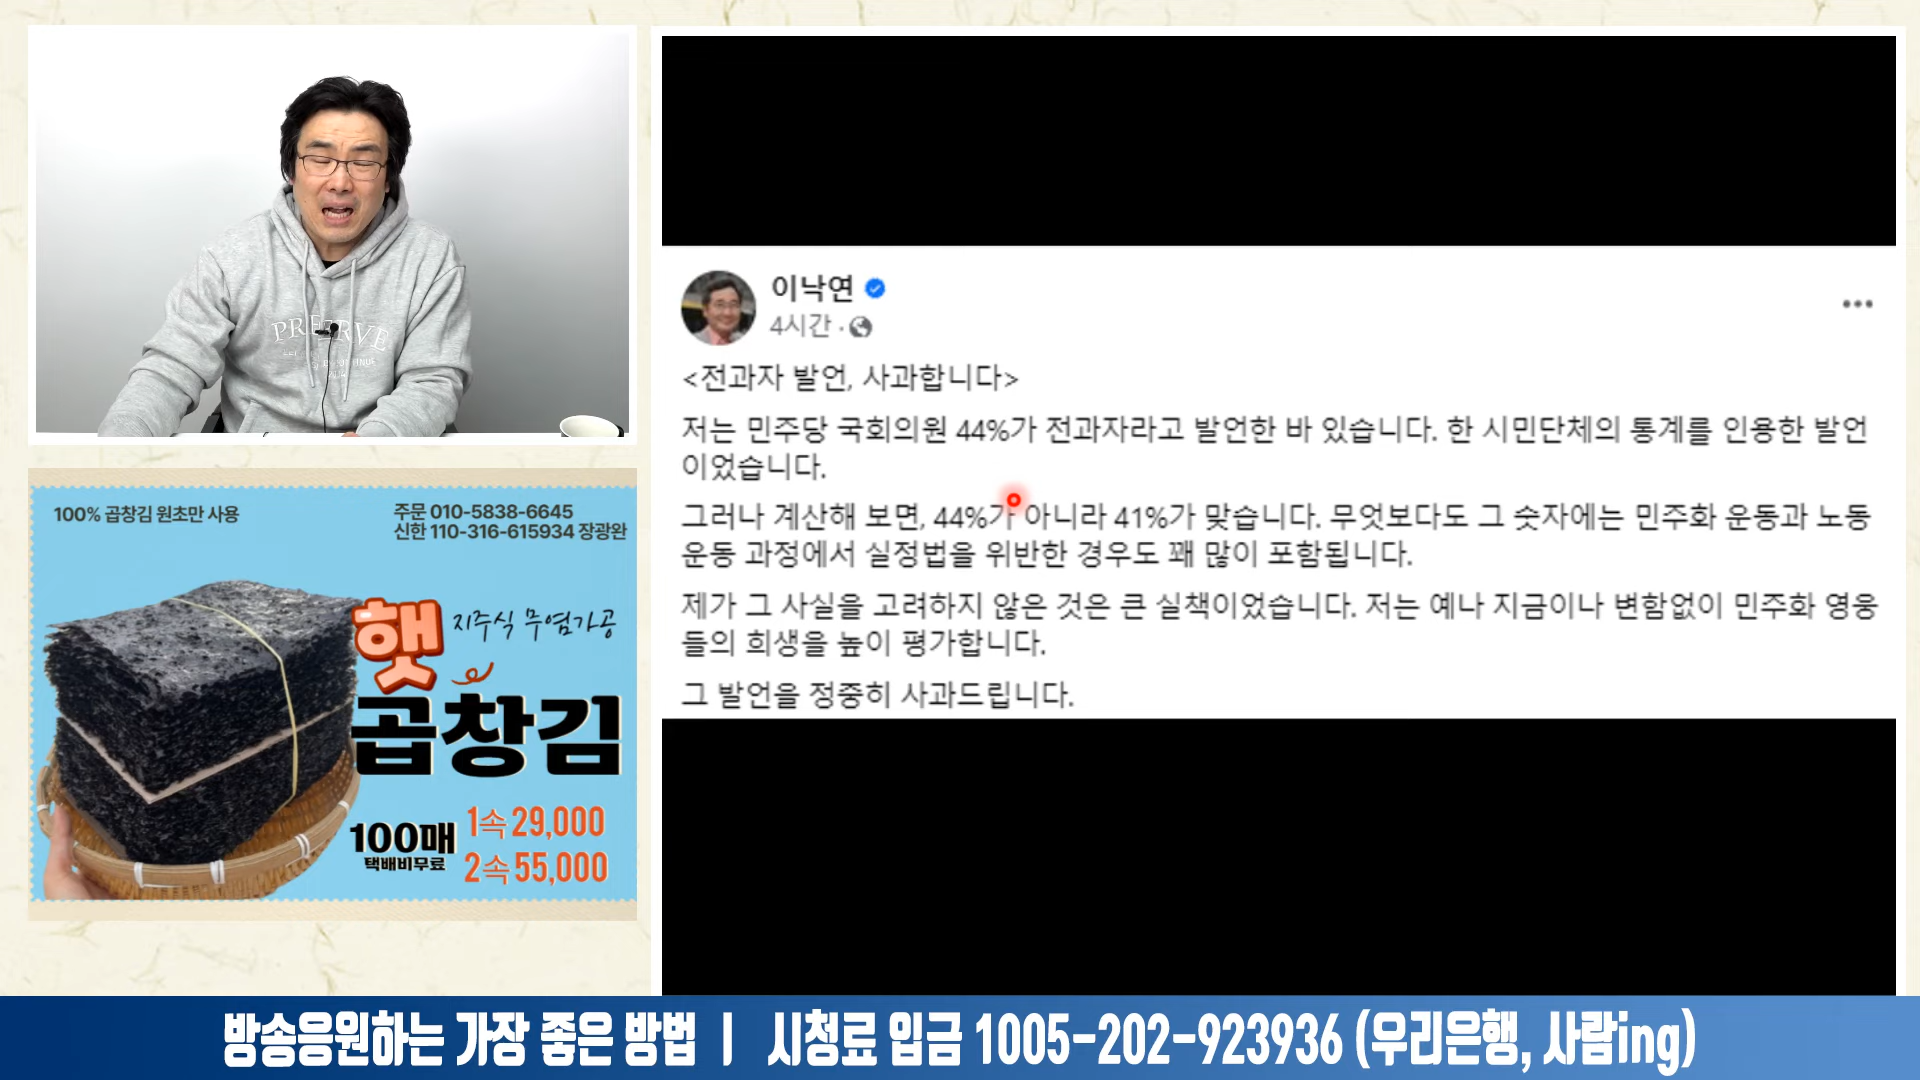 PRESERVE
100% 곱창김 원초만 사용
주문 010-5838-6645
신한 110-316-615934 장광완
햇
지주식 무염가공
곱창김
100매
택배비무료
1속 29,000
2속 55,000
이낙연
4시간 ·
<전과자 발언, 사과합니다>
저는 민주당 국회의원 44%가 전과자라고 발언한 바 있습니다. 한 시민단체의 통계를 인용한 발언
이었습니다.
그러나 계산해 보면, 44%가 아니라 41%가 맞습니다. 무엇보다도 그 숫자에는 민주화 운동과 노동
운동 과정에서 실정법을 위반한 경우도 꽤 많이 포함됩니다.
제가 그 사실을 고려하지 않은 것은 큰 실책이었습니다. 저는 예나 지금이나 변함없이 민주화 영웅
들의 희생을 높이 평가합니다.
그 발언을 정중히 사과드립니다.
방송응원하는 가장 좋은 방법 | 시청료 입금 1005-202-923936 (우리은행, 사람ing)